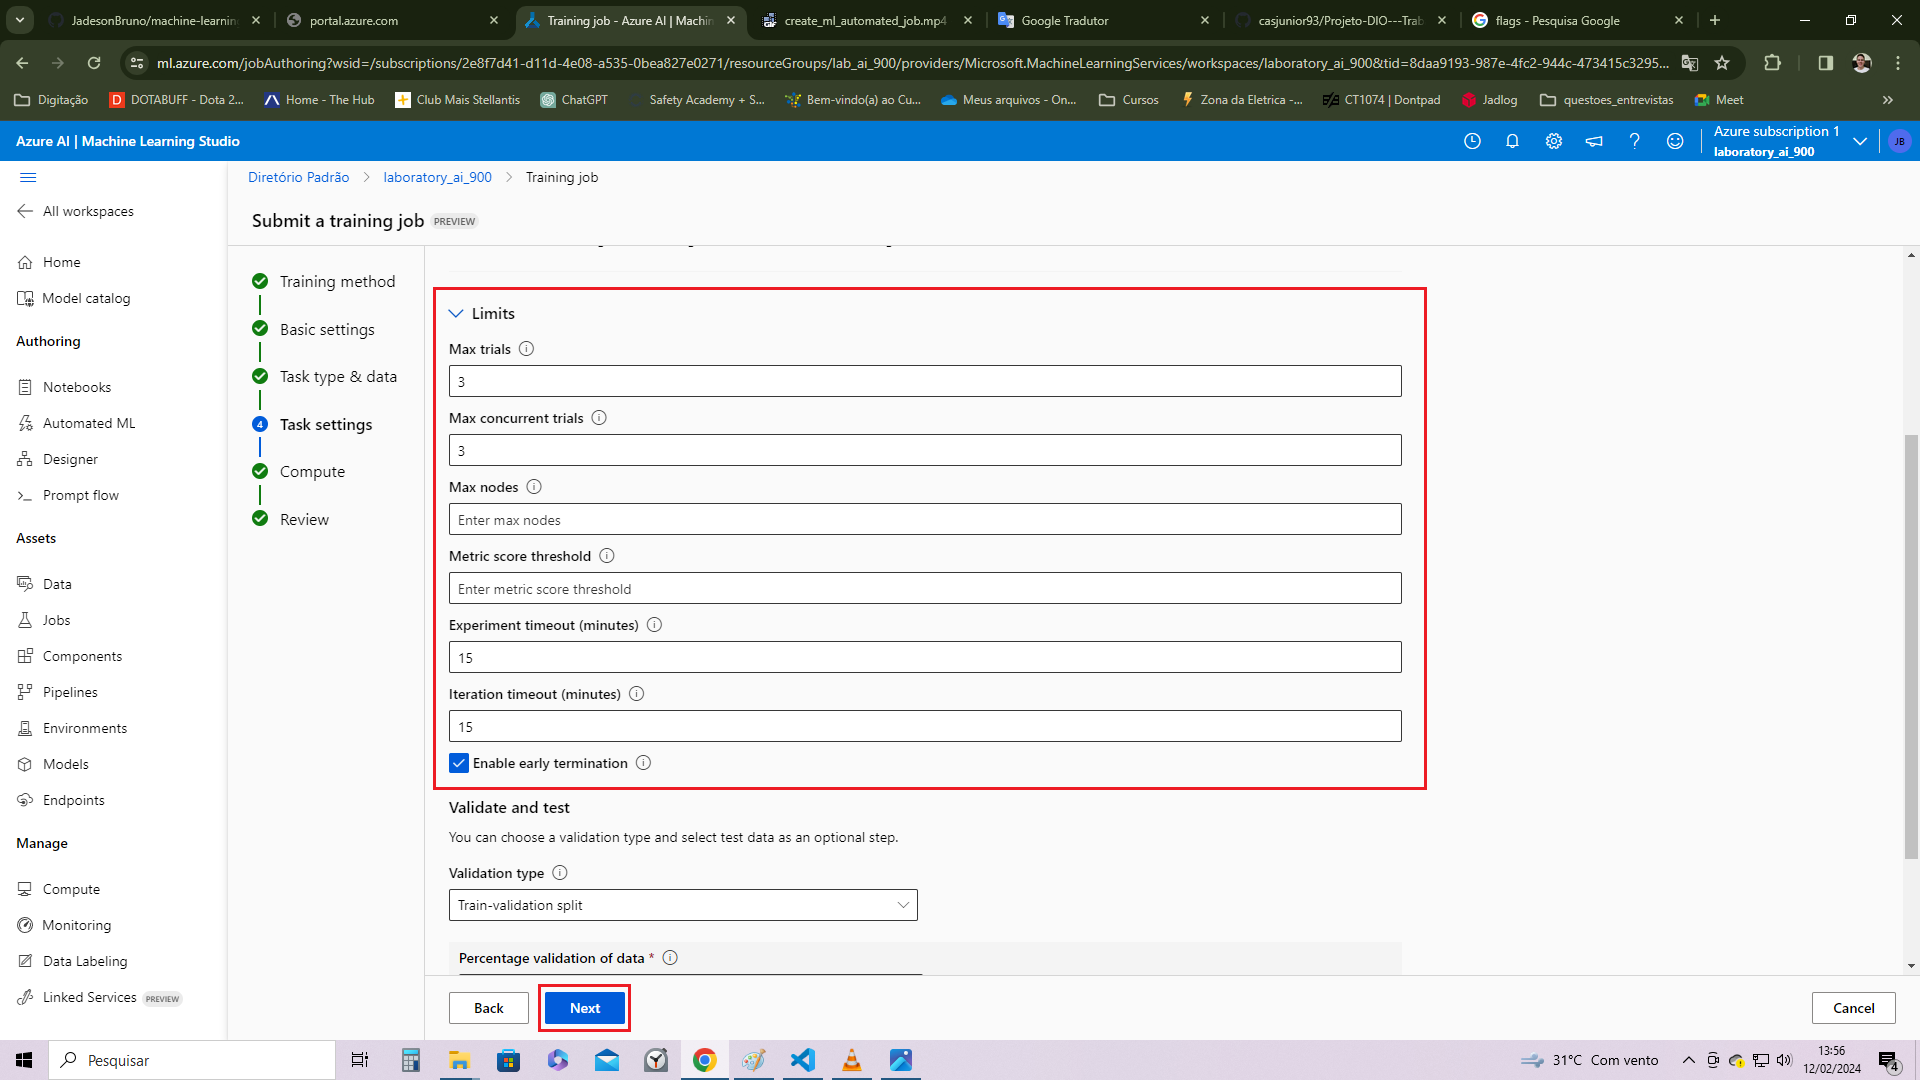 JadesonBruno/machine-learning
portal.azure.com
Training job - Azure AI | Machin
create_ml_automated_job.mp4
Google Tradutor
casjunior93/Projeto-DIO---Trab
flags - Pesquisa Google
ml.azure.com/jobAuthoring?wsid=/subscriptions/2e8f7d41-d11d-4e08-a535-0bea827e0271/resourceGroups/lab_ai_900/providers/Microsoft.MachineLearningServices/workspaces/laboratory_ai_900&tid=8daa9193-987e-4fc2-944c-473415c3295...
Digitação
DOTABUFF - Dota 2...
Home - The Hub
Club Mais Stellantis
ChatGPT
Safety Academy + S...
Bem-vindo(a) ao Cu...
Meus arquivos - On...
Cursos
Zona da Eletrica -...
CT1074 | Dontpad
Jadlog
questoes_entrevistas
Meet
Azure AI | Machine Learning Studio
Azure subscription 1
laboratory_ai_900
JB
Diretório Padrão > laboratory_ai_900 > Training job
All workspaces
Home
Model catalog
Authoring
Notebooks
Automated ML
Designer
Prompt flow
Assets
Data
Jobs
Components
Pipelines
Environments
Models
Endpoints
Manage
Compute
Monitoring
Data Labeling
Linked Services PREVIEW
Submit a training job PREVIEW
Training method
Basic settings
Task type & data
4 Task settings
Compute
Review
Limits
Max trials
3
Max concurrent trials
3
Max nodes
Enter max nodes
Metric score threshold
Enter metric score threshold
Experiment timeout (minutes)
15
Iteration timeout (minutes)
15
Enable early termination
Validate and test
You can choose a validation type and select test data as an optional step.
Validation type
Train-validation split
Percentage validation of data *
Back
Next
Cancel
Pesquisar
31°C Com vento
13:56
12/02/2024
4